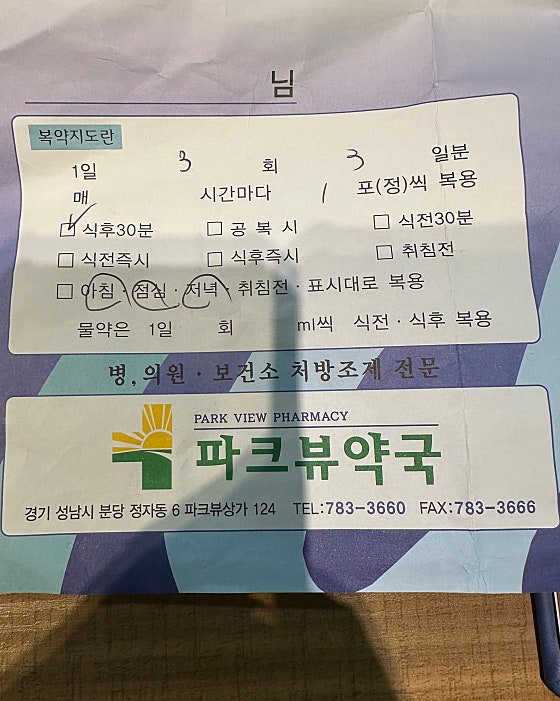 님
복약지도란
1일 3 회 3 일분
매 시간마다 1 포(정)씩 복용
☑ 식후30분 □ 공 복 시 □ 식전30분
□ 식전즉시 □ 식후즉시 □ 취침전
□ 아침 · 점심 · 저녁 · 취침전 · 표시대로 복용
물약은 1일 회 ml씩 식전 · 식후 복용
병, 의원 · 보건소 처방조제 전문
PARK VIEW PHARMACY
파크뷰약국
경기 성남시 분당 정자동 6 파크뷰상가 124 TEL:783-3660 FAX:783-3666